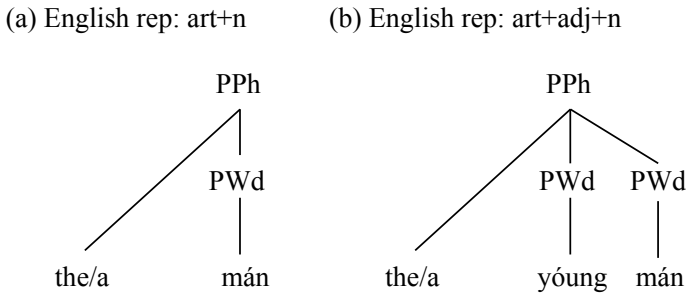 (a) English rep: art+n (b) English rep: art+adj+n
PPh PPh
PWd PWd PWd
the/a mán the/a yóung mán